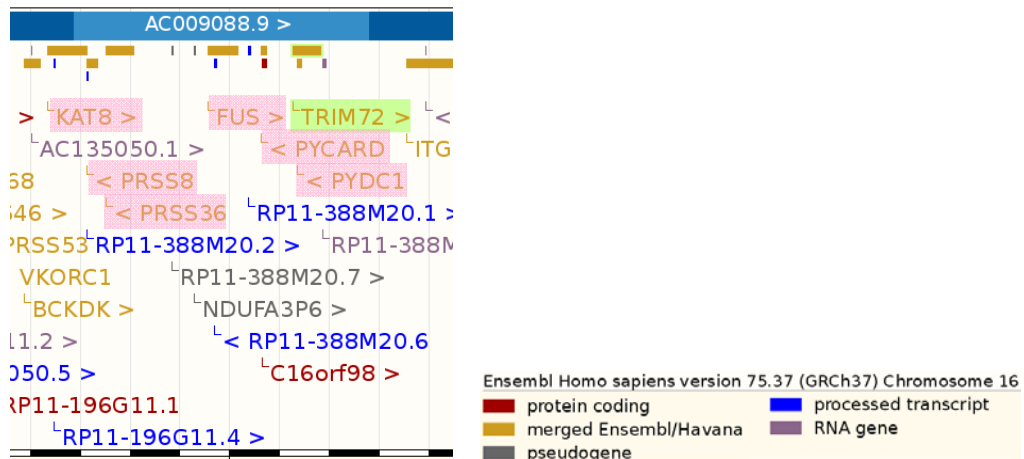 AC009088.9 >
> KAT8 > FUS > TRIM72 > <
AC135050.1 > < PYCARD ITG
68 < PRSS8 < PYDC1
46 > < PRSS36 RP11-388M20.1 >
PRSS53 RP11-388M20.2 > RP11-388M
VKORC1 RP11-388M20.7 >
BCKDK > NDUFA3P6 >
11.2 > < RP11-388M20.6
050.5 > C16orf98 >
RP11-196G11.1
RP11-196G11.4 >
Ensembl Homo sapiens version 75.37 (GRCh37) Chromosome 16
protein coding processed transcript
merged Ensembl/Havana RNA gene
pseudogene